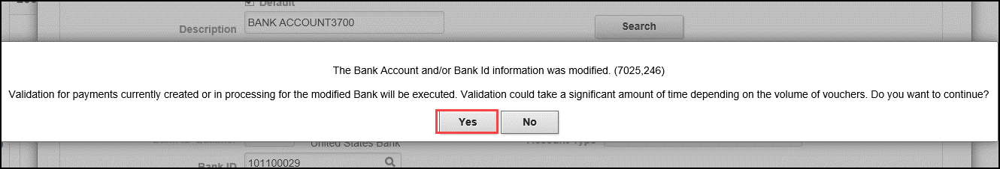 Default
Description
BANK ACCOUNT3700
Search
The Bank Account and/or Bank Id information was modified. (7025,246)
Validation for payments currently created or in processing for the modified Bank will be executed. Validation could take a significant amount of time depending on the volume of vouchers. Do you want to continue?
Yes No
United States Bank
Account Type
Bank ID
101100029